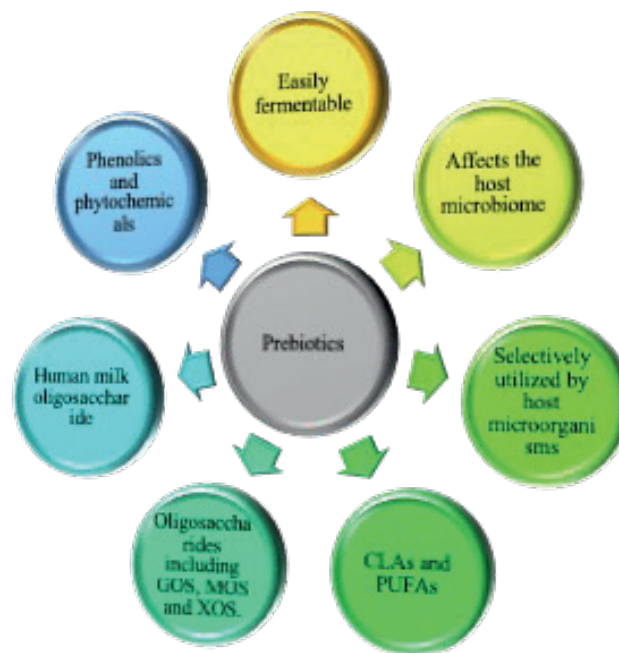 Easily
fermentable
Affects the
host
microbiome
Selectively
utilized by
host
microorgani
sms
CLAs and
PUFAs
Oligosaccha
rides
including
GOS, MOS
and XOS.
Human milk
oligosacchar
ide
Phenolics
and
phytochemic
als
Prebiotics